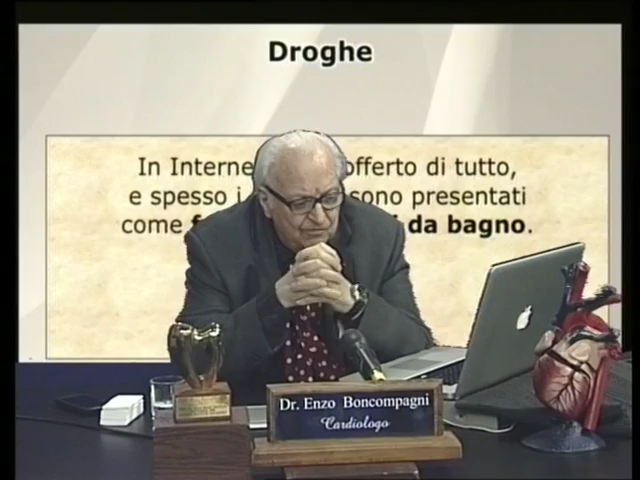 Droghe
In Interne offerto di tutto,
e spesso i sono presentati
come da bagno.
Dr. Enzo Boncompagni
Cardiologo